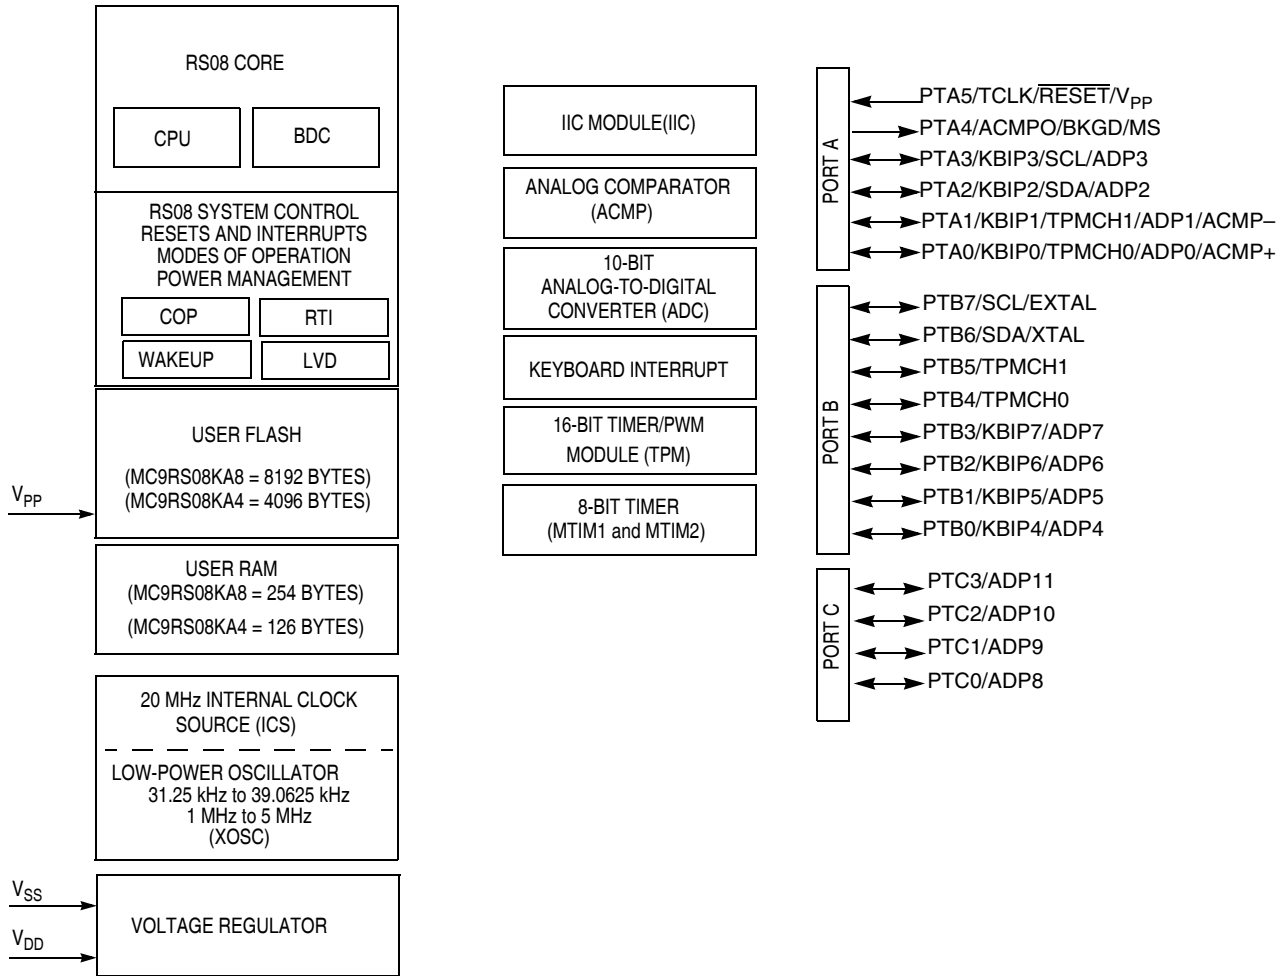 RS08 CORE
CPU
BDC
RS08 SYSTEM CONTROL
RESETS AND INTERRUPTS
MODES OF OPERATION
POWER MANAGEMENT
COP
RTI
WAKEUP
LVD
USER FLASH
(MC9RS08KA8 = 8192 BYTES)
(MC9RS08KA4 = 4096 BYTES)
VPP
USER RAM
(MC9RS08KA8 = 254 BYTES)
(MC9RS08KA4 = 126 BYTES)
20 MHz INTERNAL CLOCK
SOURCE (ICS)
LOW-POWER OSCILLATOR
31.25 kHz to 39.0625 kHz
1 MHz to 5 MHz
(XOSC)
VSS
VDD
VOLTAGE REGULATOR
IIC MODULE(IIC)
ANALOG COMPARATOR
(ACMP)
10-BIT
ANALOG-TO-DIGITAL
CONVERTER (ADC)
KEYBOARD INTERRUPT
16-BIT TIMER/PWM
MODULE (TPM)
8-BIT TIMER
(MTIM1 and MTIM2)
PORT A
PTA5/TCLK/RESET/VPP
PTA4/ACMPO/BKGD/MS
PTA3/KBIP3/SCL/ADP3
PTA2/KBIP2/SDA/ADP2
PTA1/KBIP1/TPMCH1/ADP1/ACMP–
PTA0/KBIP0/TPMCH0/ADP0/ACMP+
PORT B
PTB7/SCL/EXTAL
PTB6/SDA/XTAL
PTB5/TPMCH1
PTB4/TPMCH0
PTB3/KBIP7/ADP7
PTB2/KBIP6/ADP6
PTB1/KBIP5/ADP5
PTB0/KBIP4/ADP4
PORT C
PTC3/ADP11
PTC2/ADP10
PTC1/ADP9
PTC0/ADP8